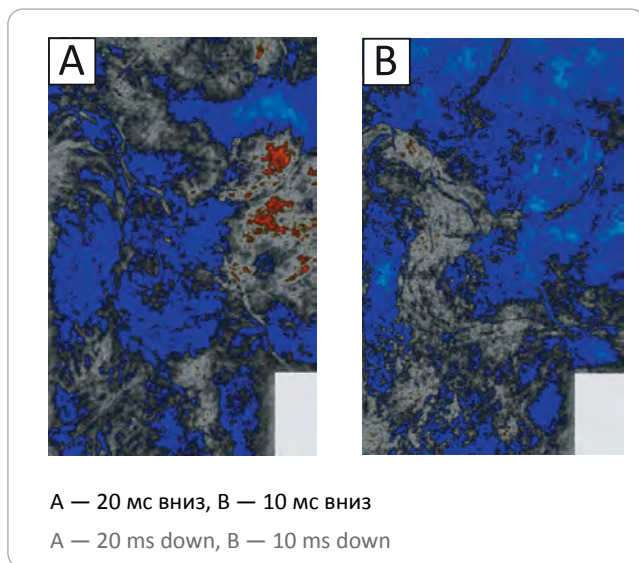 A
B
А — 20 мс вниз, В — 10 мс вниз
A — 20 ms down, B — 10 ms down